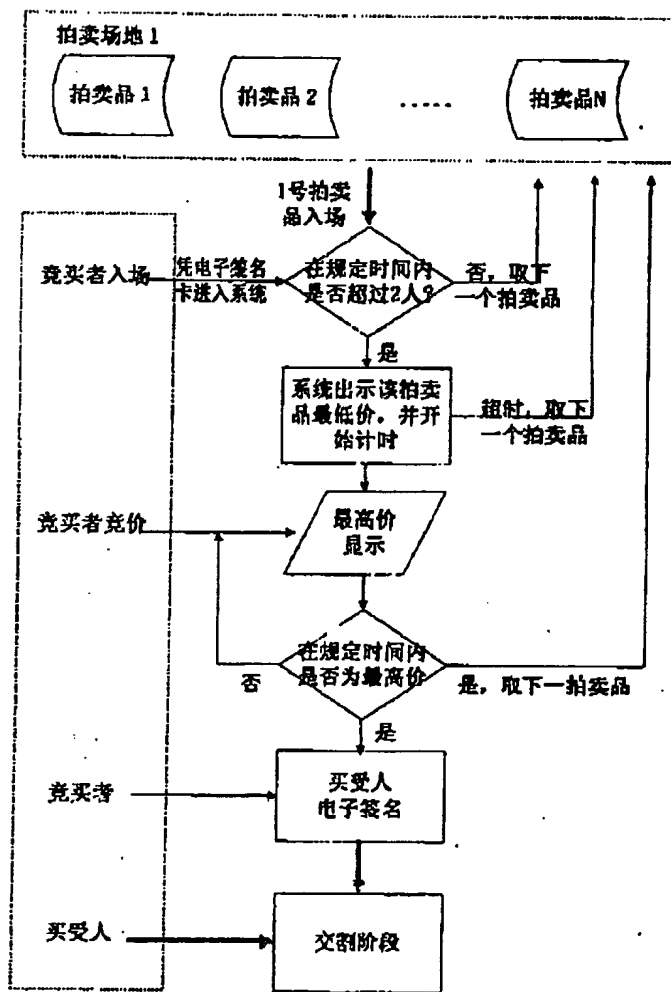 拍卖场地 1
拍卖品 1
拍卖品 2
.....
拍卖品N
1号拍卖
品入场
竞买者入场
凭电子签名
卡进入系统
在规定时间内
是否超过2人?
否，取下
一个拍卖品
是
系统出示该拍卖
品最低价，并开
始计时
超时，取下
一个拍卖品
竞买者竞价
最高价
显示
在规定时间内
是否为最高价
否
是，取下一拍卖品
是
竞买者
买受人
电子签名
买受人
交割阶段